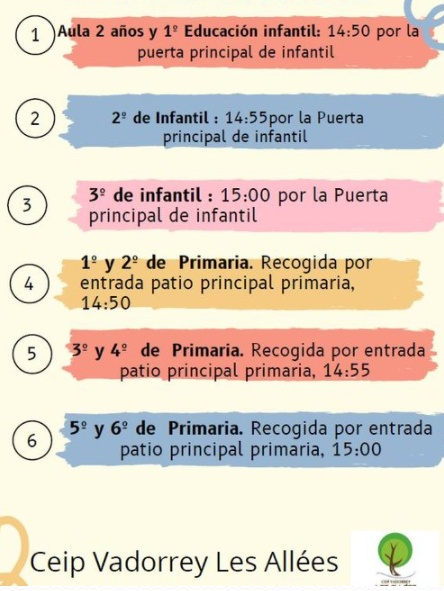 1 Aula 2 años y 1º Educación infantil: 14:50 por la
puerta principal de infantil
2 2º de Infantil : 14:55por la Puerta
principal de infantil
3 3º de infantil : 15:00 por la Puerta
principal de infantil
4 1º y 2º de Primaria. Recogida por
entrada patio principal primaria,
14:50
5 3º y 4º de Primaria. Recogida por entrada
patio principal primaria, 14:55
6 5º y 6º de Primaria. Recogida por entrada
patio principal primaria, 15:00
Ceip Vadorrey Les Allées
CEIP VADORREY